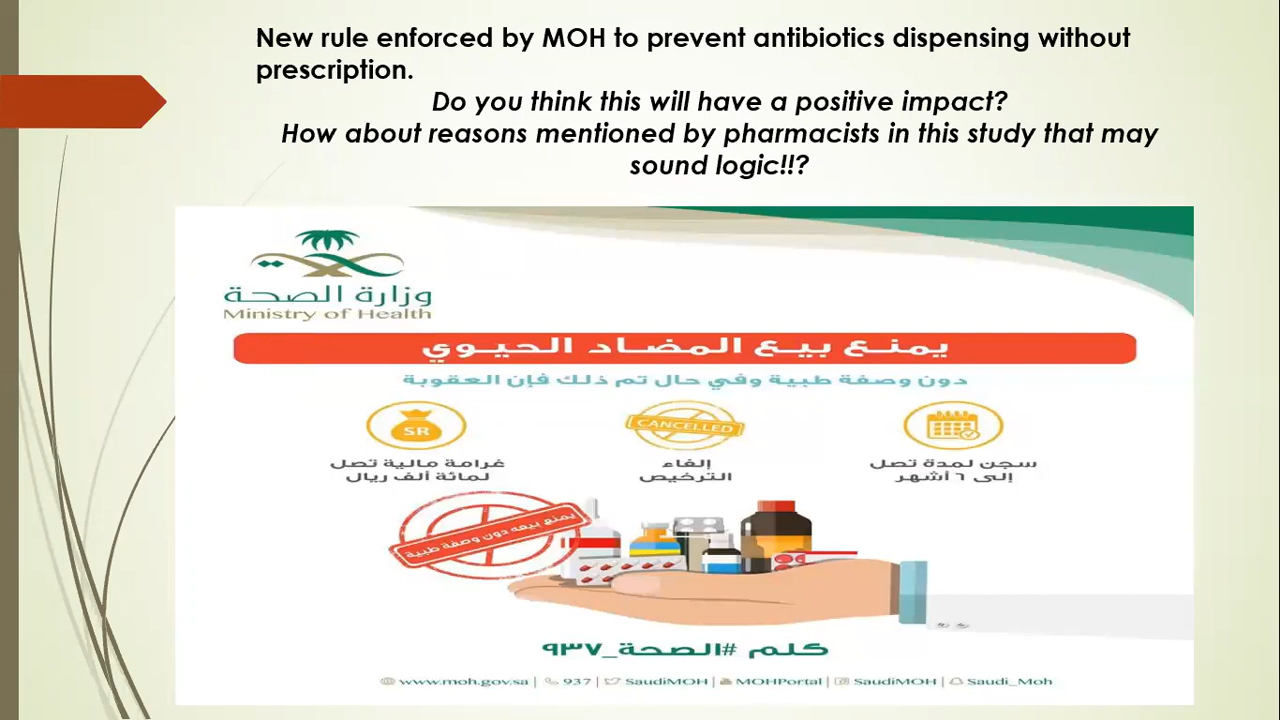 New rule enforced by MOH to prevent antibiotics dispensing without
prescription.
Do you think this will have a positive impact?
How about reasons mentioned by pharmacists in this study that may
sound logic!!?
وزارة الصحة
Ministry of Health
يمنع بيع المضاد الحيوي
دون وصفة طبية وفي حال تم ذلك فإن العقوبة
CANCELLED
SR
سجن لمدة تصل
إلى ٦ أشهر
إلغاء
الترخيص
غرامة مالية تصل
لمائة ألف ريال
يمنع بيعه دون وصفة طبية
كلم #الصحة_٩٣٧
www.moh.gov.sa | 937 | SaudiMOH | MOHPortal | SaudiMOH | Saudi_Moh